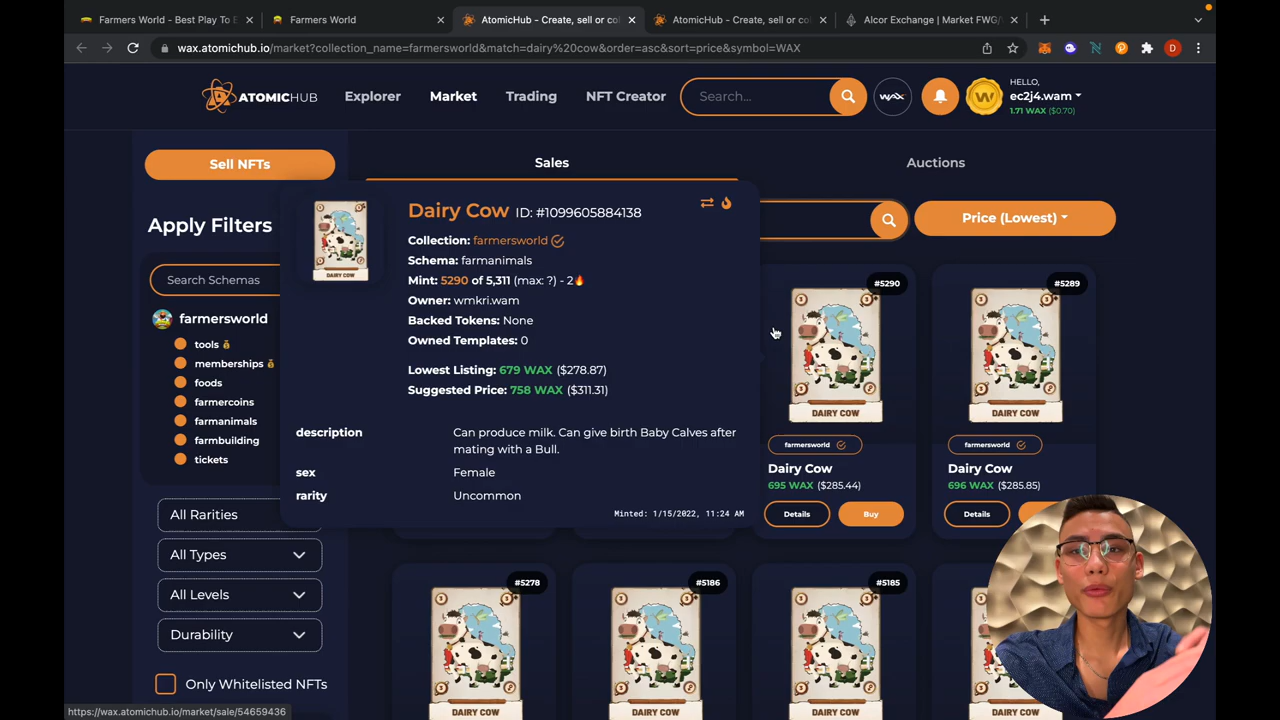 Farmers World - Best Play To E
Farmers World
AtomicHub - Create, sell or co
AtomicHub - Create, sell or co
Alcor Exchange | Market FWG/
wax.atomichub.io/market?collection_name=farmersworld&match=dairy%20cow&order=asc&sort=price&symbol=WAX
ATOMICHUB
Explorer
Market
Trading
NFT Creator
Search...
WAX
HELLO,
ec2j4.wam
1.71 WAX ($0.70)
Sell NFTs
Sales
Auctions
Apply Filters
Price (Lowest)
Search Schemas
farmersworld
tools
memberships
foods
farmercoins
farmanimals
farmbuilding
tickets
All Rarities
All Types
All Levels
Durability
Only Whitelisted NFTs
DAIRY COW
Dairy Cow ID: #1099605884138
Collection: farmersworld
Schema: farmanimals
Mint: 5290 of 5,311 (max: ?) - 2🔥
Owner: wmkri.wam
Backed Tokens: None
Owned Templates: 0
Lowest Listing: 679 WAX ($278.87)
Suggested Price: 758 WAX ($311.31)
description
Can produce milk. Can give birth Baby Calves after
mating with a Bull.
sex
Female
rarity
Uncommon
Minted: 1/15/2022, 11:24 AM
#5290
DAIRY COW
farmersworld
Dairy Cow
695 WAX ($285.44)
Details
Buy
#5289
DAIRY COW
farmersworld
Dairy Cow
696 WAX ($285.85)
Details
#5278
DAIRY COW
#5186
DAIRY COW
#5185
DAIRY COW
https://wax.atomichub.io/market/sale/54659436